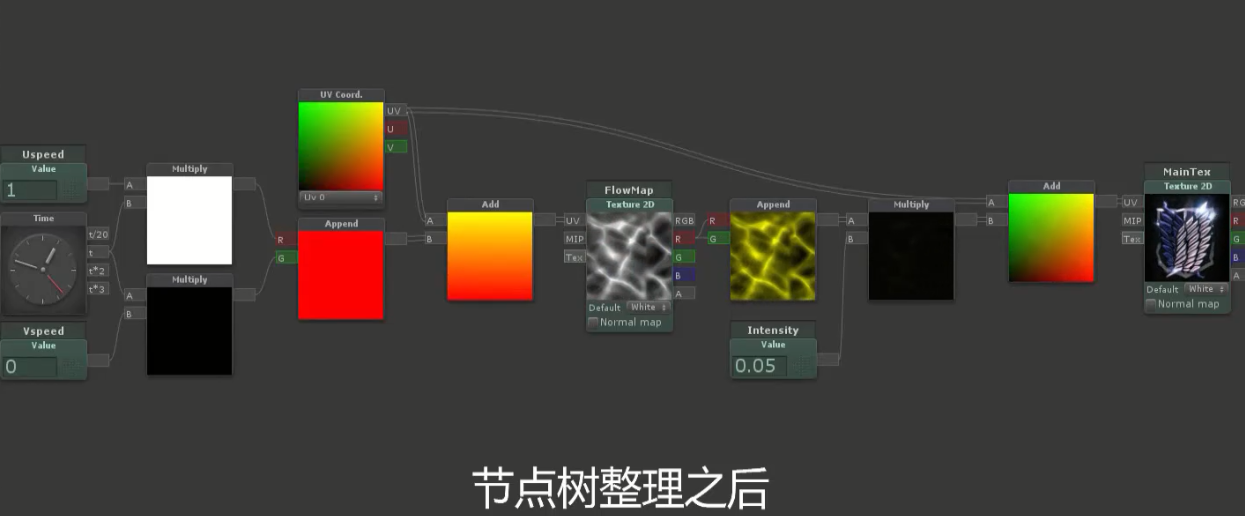 Uspeed
Value
1
Time
t/20
t
t*2
t*3
Vspeed
Value
0
Multiply
A
B
Multiply
A
B
UV Coord.
UV
U
V
Uv 0
Append
R
G
Add
A
B
FlowMap
Texture 2D
UV
MIP
Tex
RGB
R
G
B
A
Default White
Normal map
Append
R
G
Intensity
Value
0.05
Multiply
A
B
Add
A
B
MainTex
Texture 2D
UV
MIP
Tex
RG
R
G
B
A
Default White
Normal map
节点树整理之后